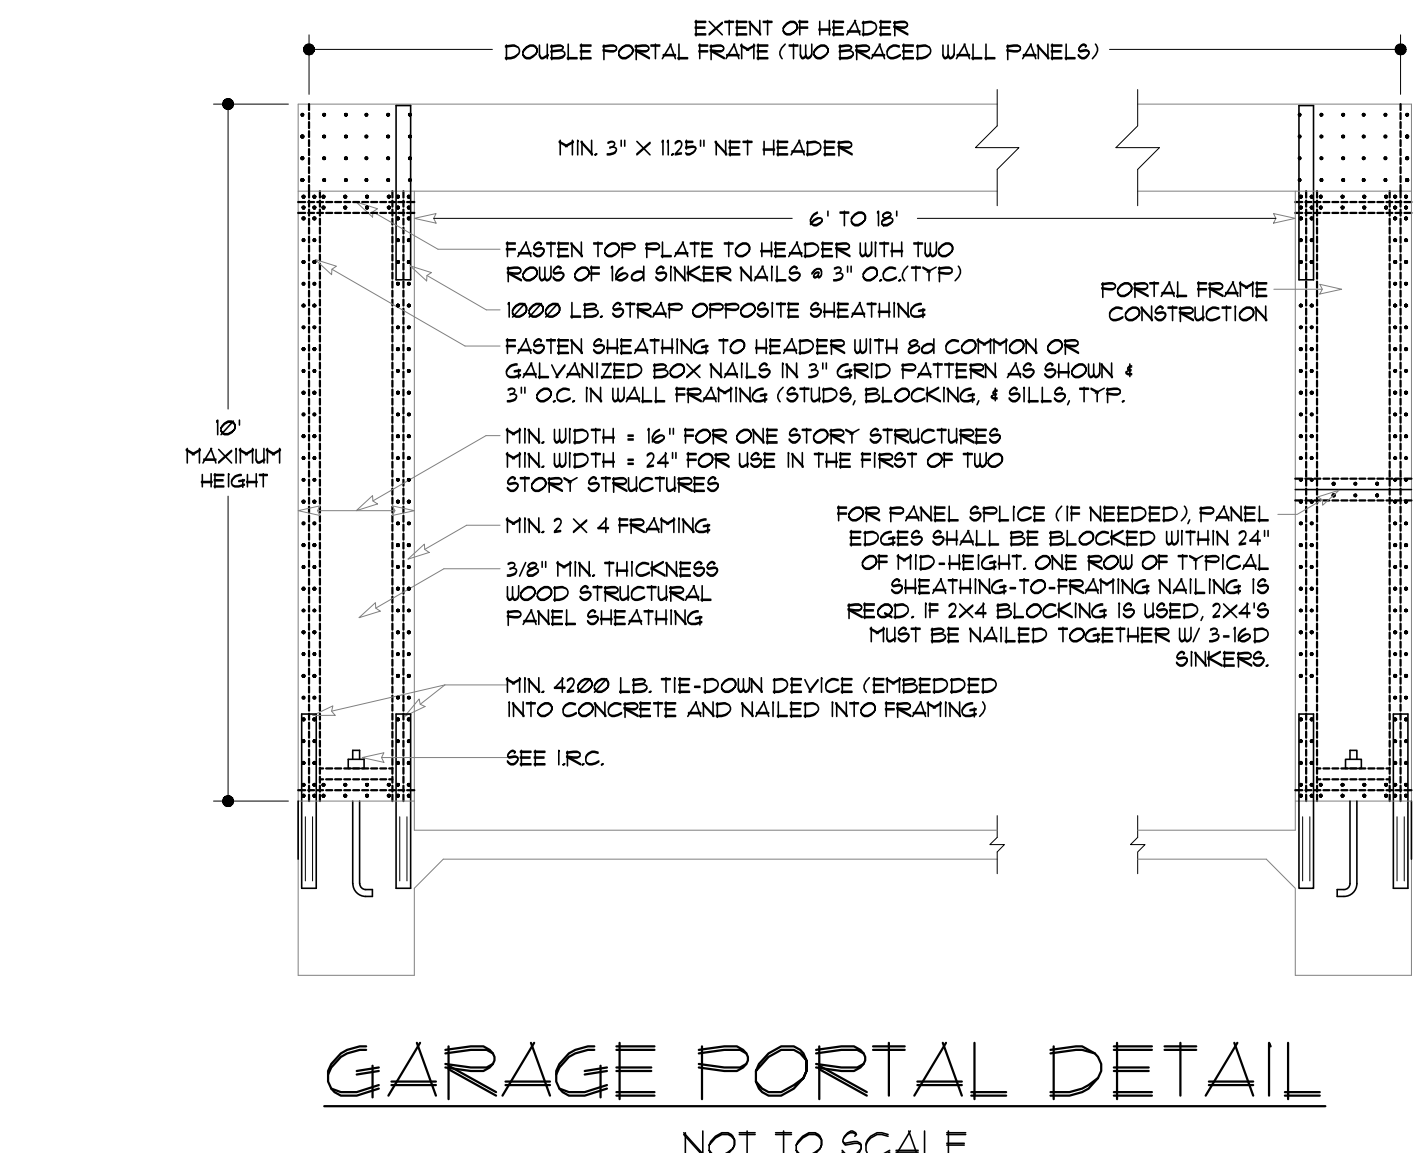 EXTENT OF HEADER
DOUBLE PORTAL FRAME (TWO BRACED WALL PANELS)
MIN. 3" X 11.25" NET HEADER
6' TO 18'
FASTEN TOP PLATE TO HEADER WITH TWO
ROWS OF 16d SINKER NAILS @ 3" O.C.(TYP)
1000 LB. STRAP OPPOSITE SHEATHING
PORTAL FRAME
CONSTRUCTION
FASTEN SHEATHING TO HEADER WITH 8d COMMON OR
GALVANIZED BOX NAILS IN 3" GRID PATTERN AS SHOWN &
3" O.C. IN WALL FRAMING (STUDS, BLOCKING, & SILLS, TYP.
10'
MAXIMUM
HEIGHT
MIN. WIDTH = 16" FOR ONE STORY STRUCTURES
MIN. WIDTH = 24" FOR USE IN THE FIRST OF TWO
STORY STRUCTURES
MIN. 2 X 4 FRAMING
3/8" MIN. THICKNESS
WOOD STRUCTURAL
PANEL SHEATHING
FOR PANEL SPLICE (IF NEEDED), PANEL
EDGES SHALL BE BLOCKED WITHIN 24"
OF MID-HEIGHT. ONE ROW OF TYPICAL
SHEATHING-TO-FRAMING NAILING IS
REQD. IF 2X4 BLOCKING IS USED, 2X4'S
MUST BE NAILED TOGETHER W/ 3-16D
SINKERS.
MIN. 4200 LB. TIE-DOWN DEVICE (EMBEDDED
INTO CONCRETE AND NAILED INTO FRAMING)
SEE I.R.C.
GARAGE PORTAL DETAIL
NOT TO SCALE